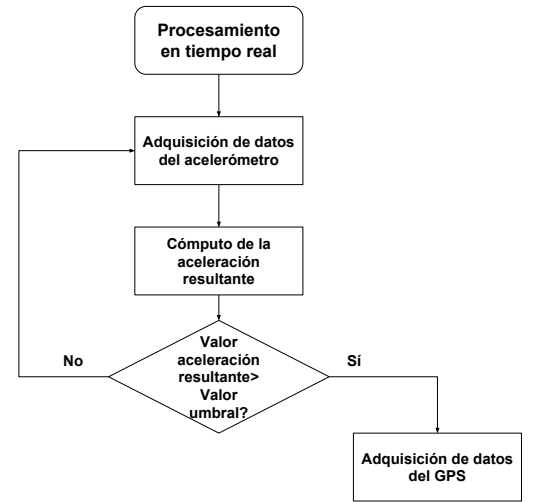 Procesamiento
en tiempo real
Adquisición de datos
del acelerómetro
Cómputo de la
aceleración
resultante
Valor
aceleración
resultante>
Valor
umbral?
No
Sí
Adquisición de datos
del GPS